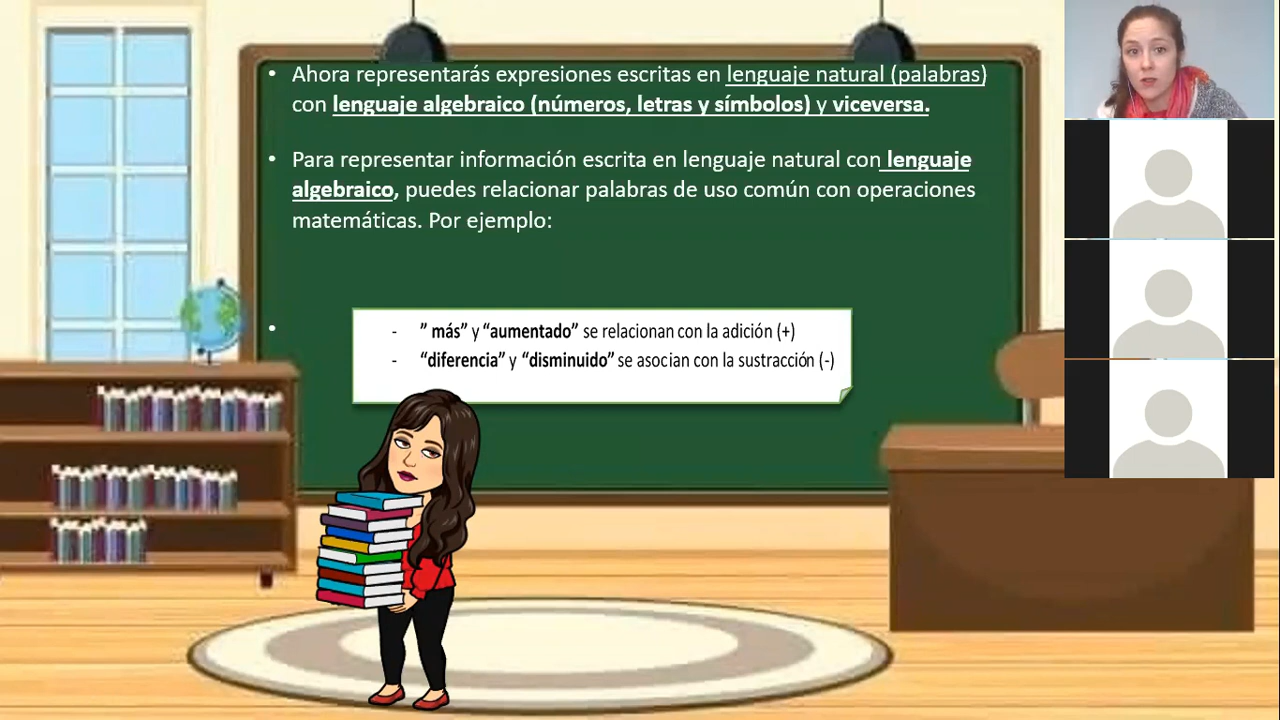 • Ahora representarás expresiones escritas en lenguaje natural (palabras)
con lenguaje algebraico (números, letras y símbolos) y viceversa.
• Para representar información escrita en lenguaje natural con lenguaje
algebraico, puedes relacionar palabras de uso común con operaciones
matemáticas. Por ejemplo:
•
- ” más” y “aumentado” se relacionan con la adición (+)
- “diferencia” y “disminuido” se asocian con la sustracción (-)